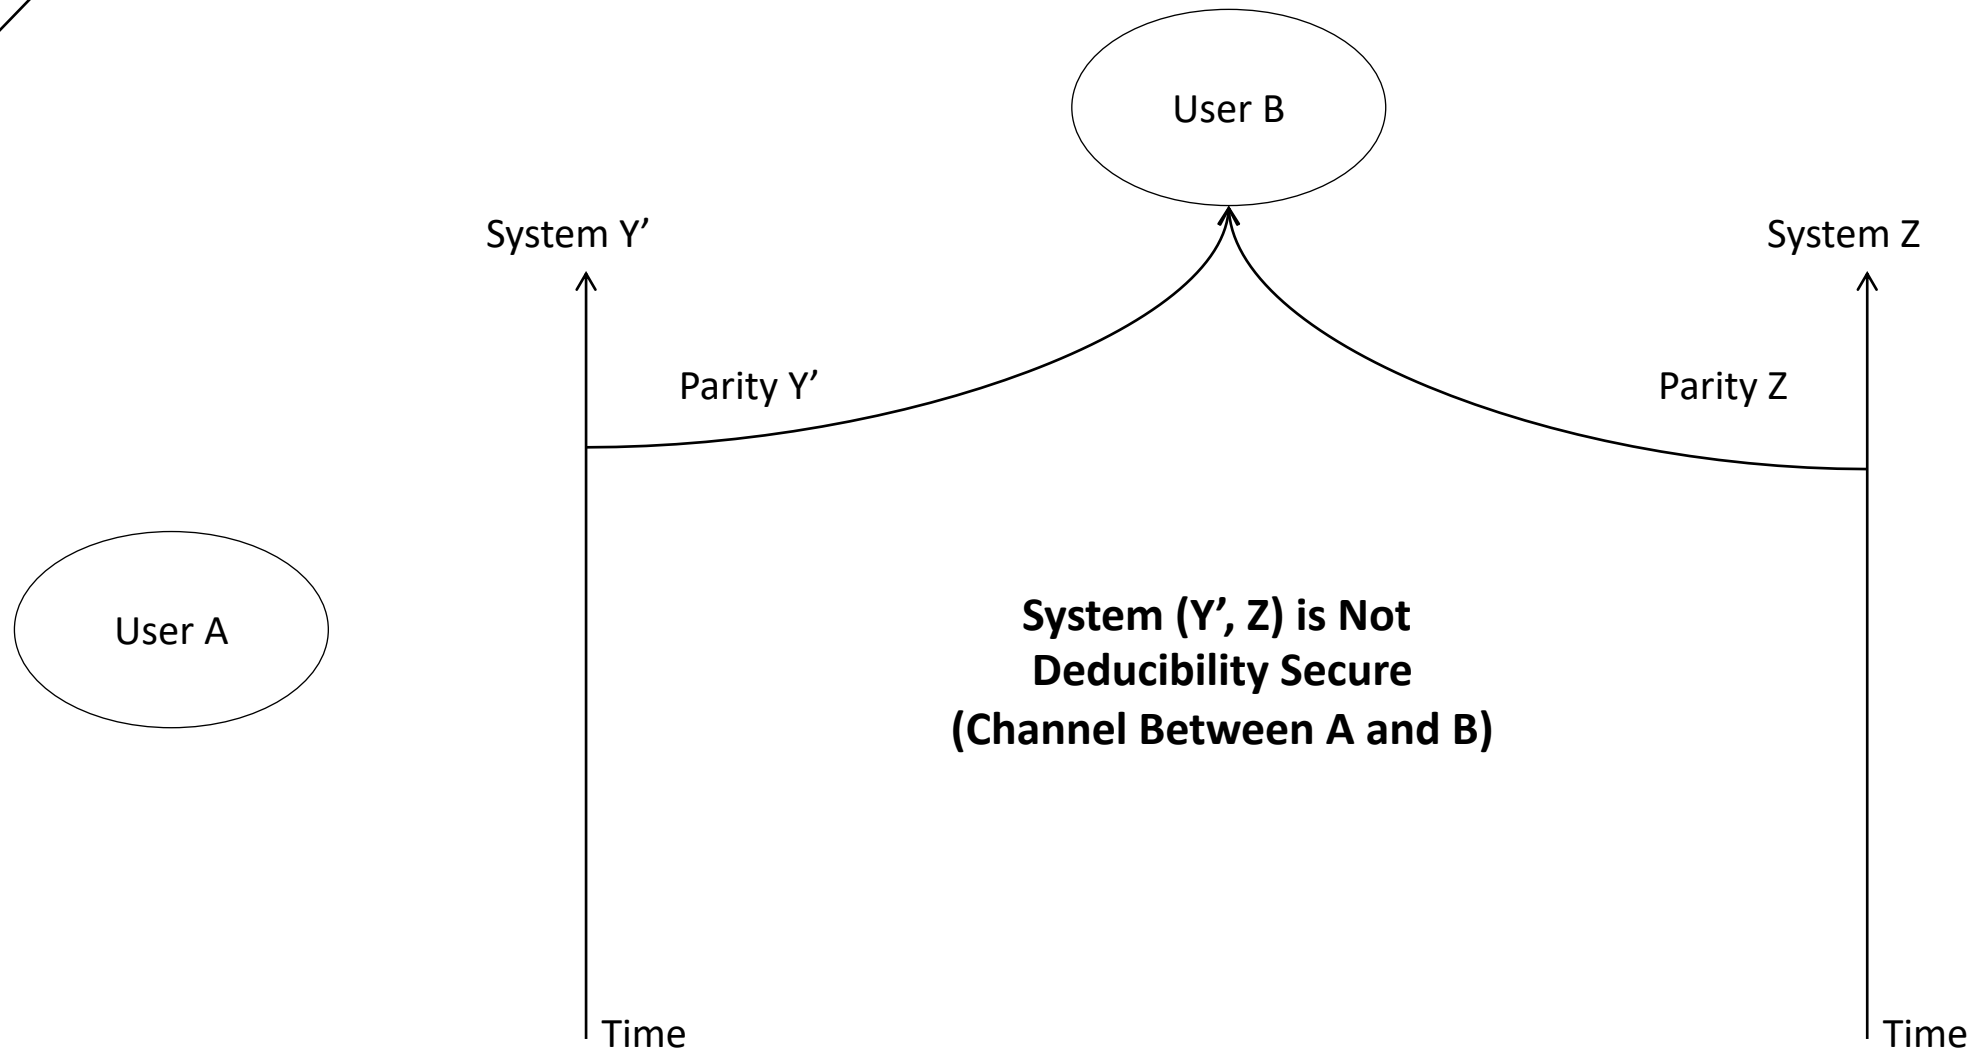 User B
System Y’
System Z
Parity Y’
Parity Z
User A
System (Y’, Z) is Not
Deducibility Secure
(Channel Between A and B)
Time
Time